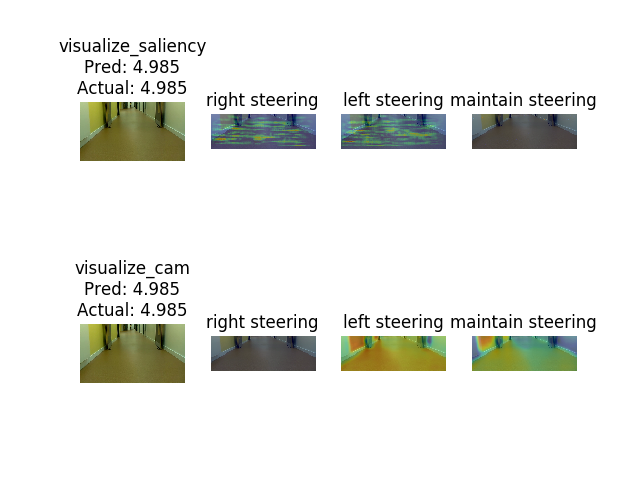 visualize_saliency
Pred: 4.985
Actual: 4.985
right steering
left steering
maintain steering
visualize_cam
Pred: 4.985
Actual: 4.985
right steering
left steering
maintain steering